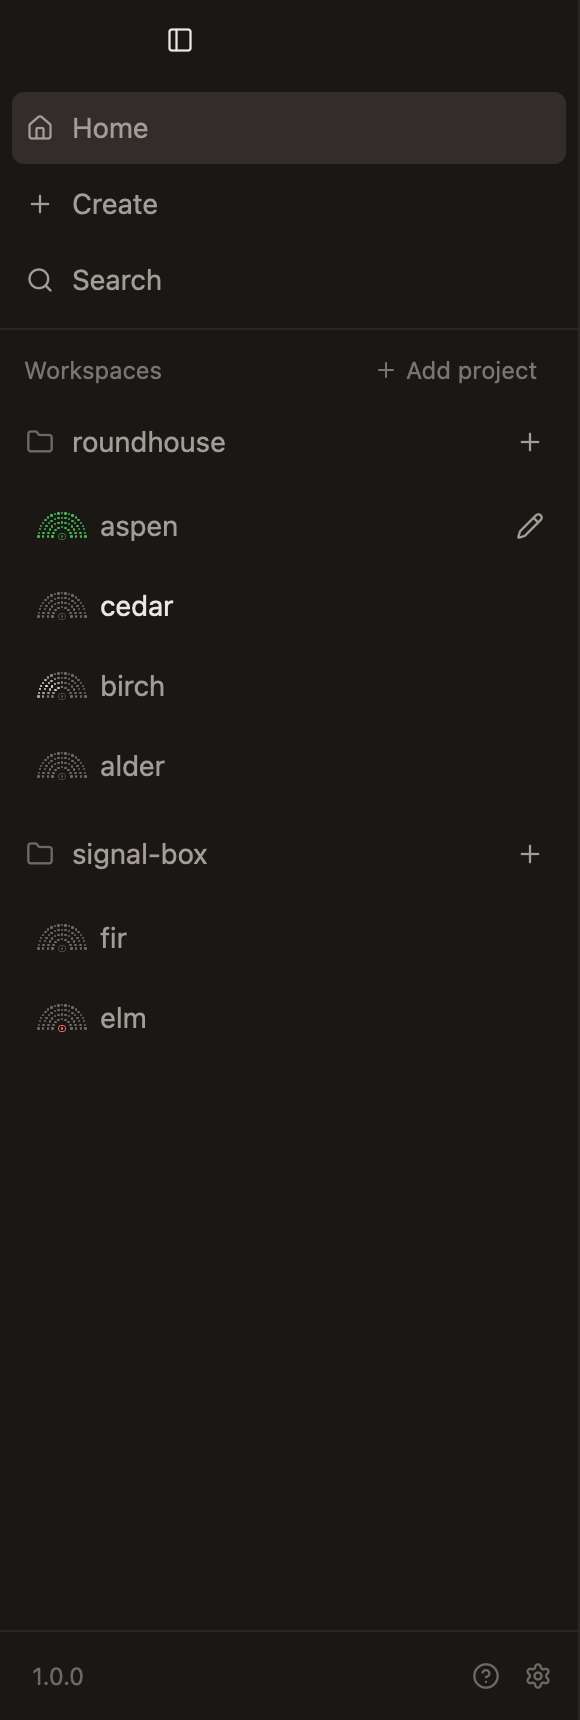 Home
Create
Search
Workspaces
Add project
roundhouse
aspen
cedar
birch
alder
signal-box
fir
elm
1.0.0